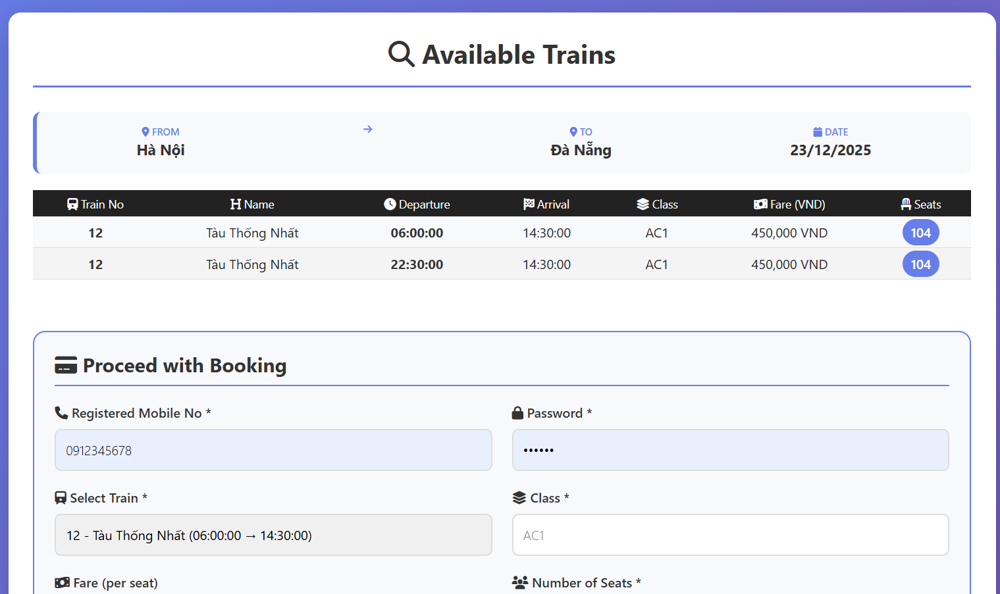 Available Trains
FROM
Hà Nội
→
TO
Đà Nẵng
DATE
23/12/2025
Train No Name Departure Arrival Class Fare (VND) Seats
12 Tàu Thống Nhất 06:00:00 14:30:00 AC1 450,000 VND 104
12 Tàu Thống Nhất 22:30:00 14:30:00 AC1 450,000 VND 104
Proceed with Booking
Registered Mobile No * Password *
0912345678 ••••••
Select Train * Class *
12 - Tàu Thống Nhất (06:00:00 → 14:30:00) AC1
Fare (per seat) Number of Seats *